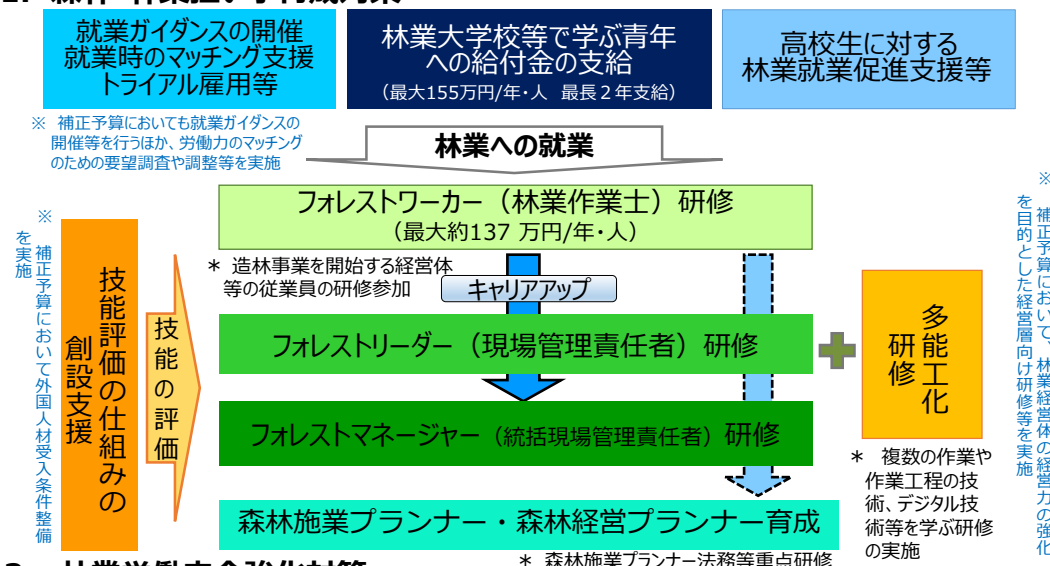 就業ガイダンスの開催
就業時のマッチング支援
トライアル雇用等
林業大学校等で学ぶ青年
への給付金の支給
（最大155万円/年・人 最長２年支給）
高校生に対する
林業就業促進支援等
※ 補正予算においても就業ガイダンスの
開催等を行うほか、労働力のマッチング
のための要望調査や調整等を実施
林業への就業
フォレストワーカー（林業作業士）研修
（最大約137 万円/年・人）
＊ 造林事業を開始する経営体
等の従業員の研修参加
キャリアアップ
フォレストリーダー（現場管理責任者）研修
フォレストマネージャー（統括現場管理責任者）研修
森林施業プランナー・森林経営プランナー育成
＊ 森林施業プランナー法務等重点研修
※ 補正予算において外国人材受入条件整備
を実施
技能評価の仕組みの
創設支援
技能の評価
多能工化
研修
＊ 複数の作業や
作業工程の技
術、デジタル技
術等を学ぶ研修
の実施
※ 補正予算において、林業経営体の経営力の強化
を目的とした経営層向け研修等を実施